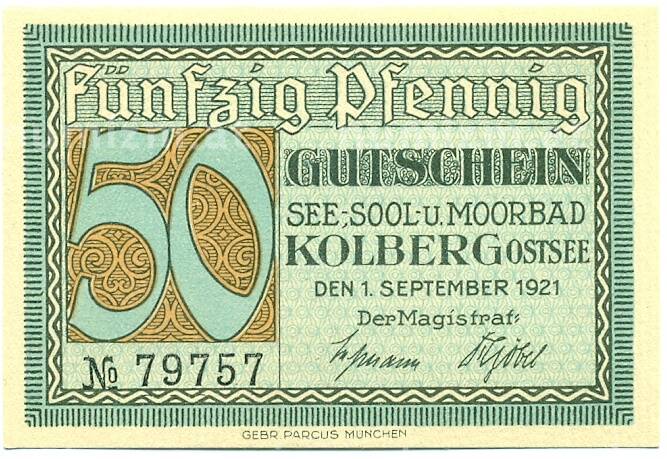 Fünfzig Pfennig
50
GUTSCHEIN
SEE-, SOOL- U. MOORBAD
KOLBERG OSTSEE
DEN 1. SEPTEMBER 1921
Der Magistrat:
№ 79757
GEBR. PARCUS MÜNCHEN